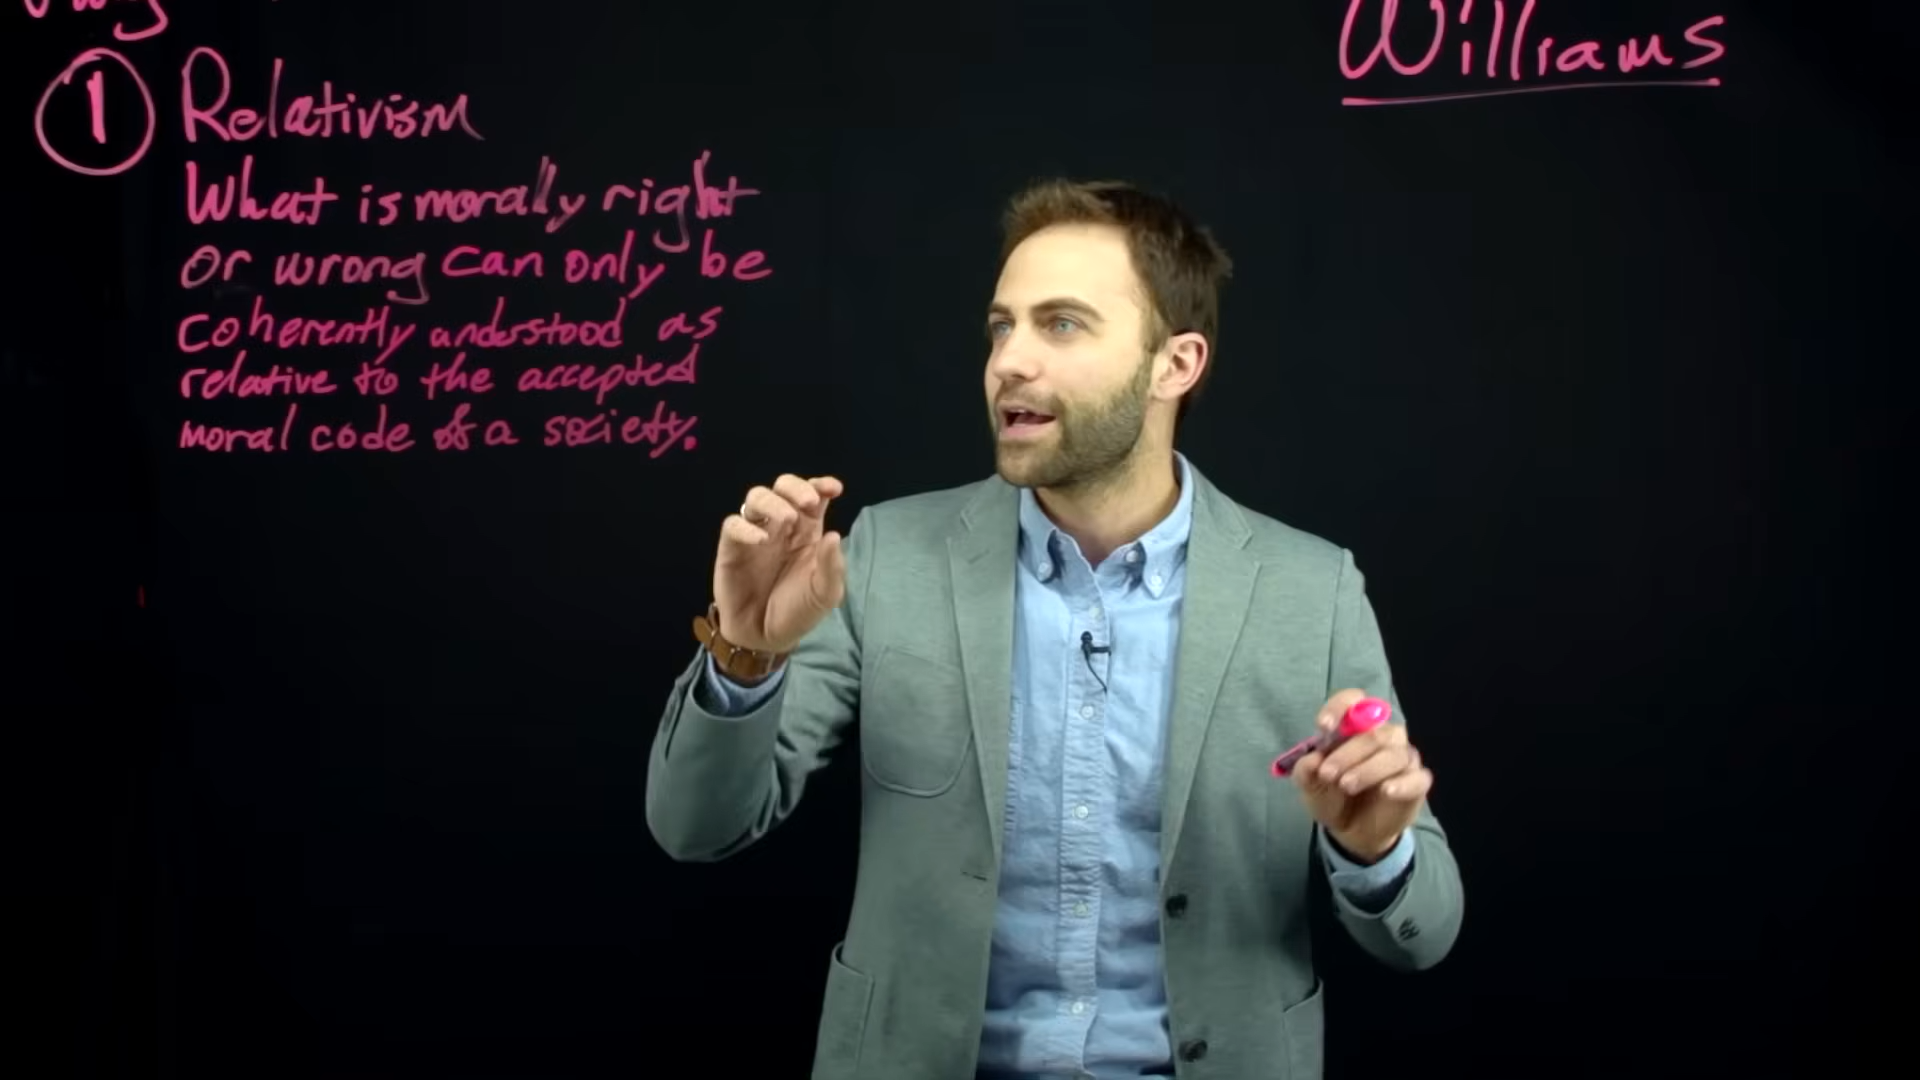 ① Relativism
What is morally right
or wrong can only be
coherently understood as
relative to the accepted
moral code of a society.
Williams